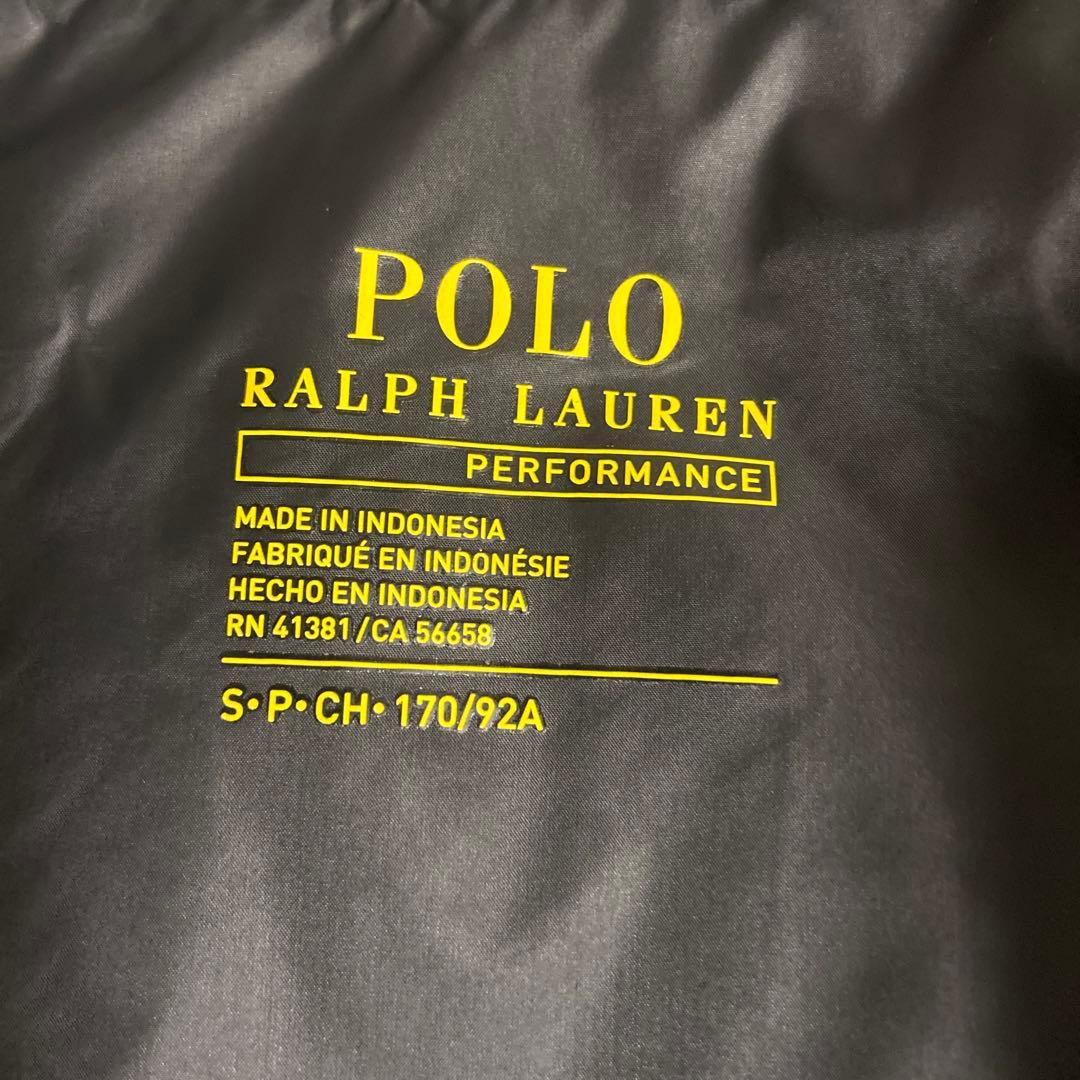 POLO
RALPH LAUREN
PERFORMANCE
MADE IN INDONESIA
FABRIQUÉ EN INDONÉSIE
HECHO EN INDONESIA
RN 41381/CA 56658
S•P•CH•170/92A